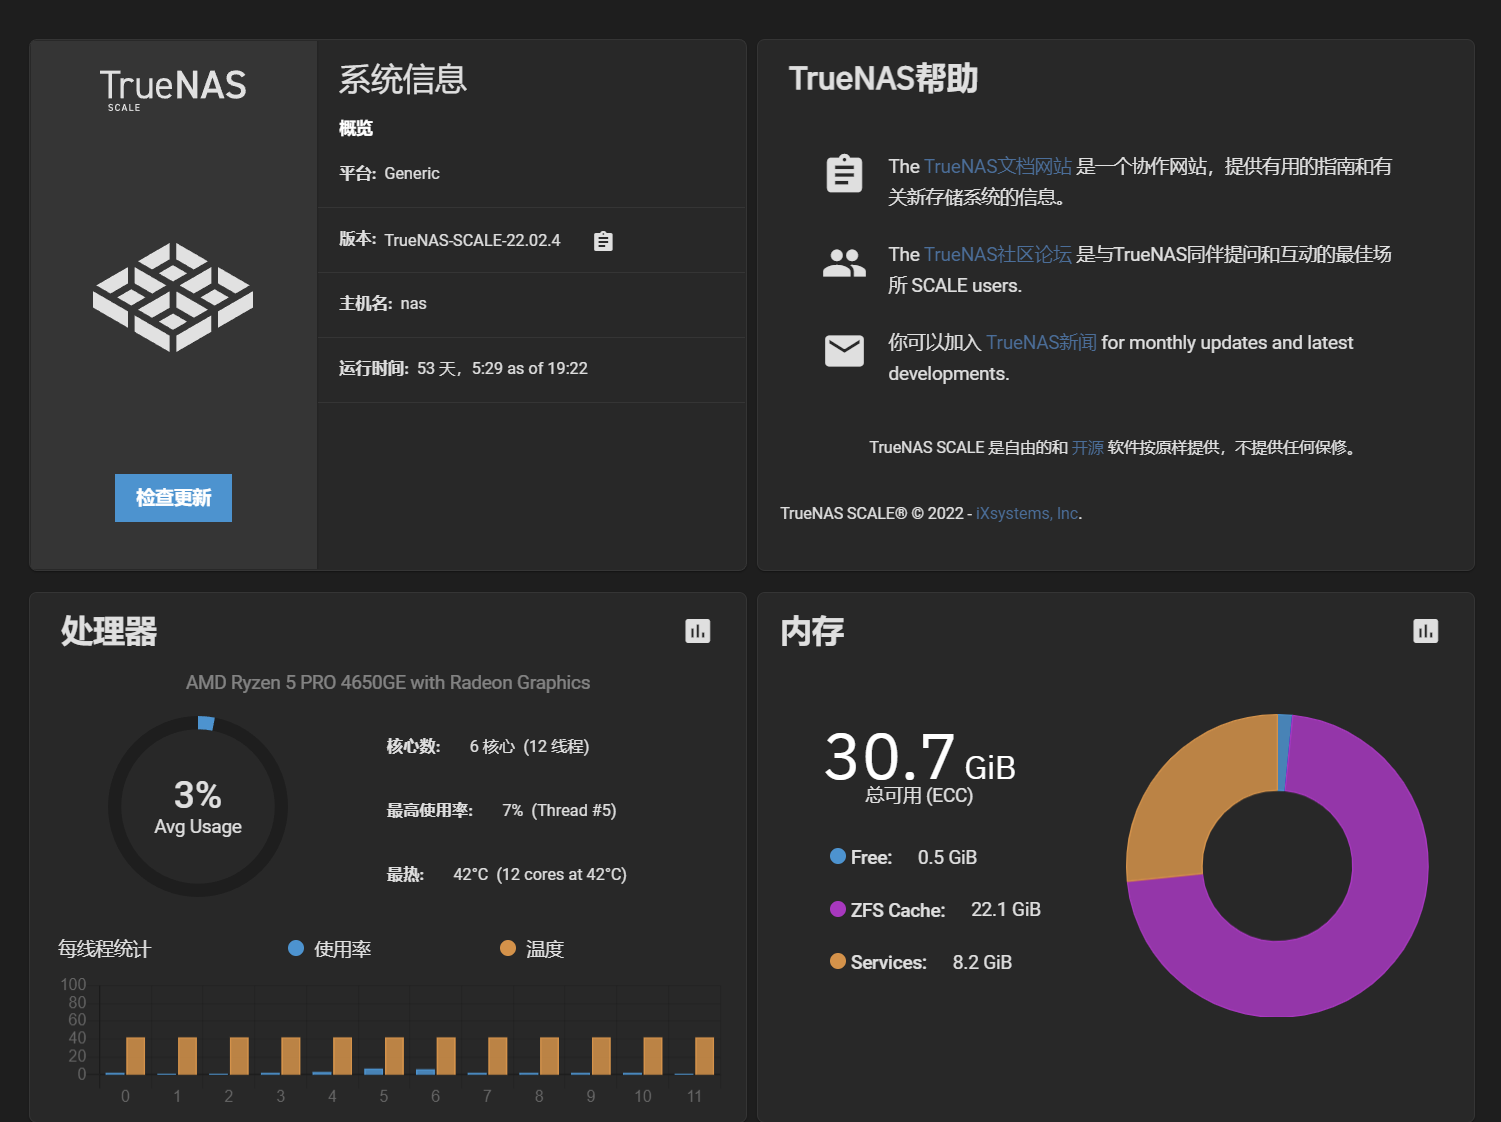 TrueNAS
SCALE
检查更新
系统信息
概览
平台: Generic
版本: TrueNAS-SCALE-22.02.4
主机名: nas
运行时间: 53 天，5:29 as of 19:22
TrueNAS帮助
The TrueNAS文档网站 是一个协作网站，提供有用的指南和有
关新存储系统的信息。
The TrueNAS社区论坛 是与TrueNAS同伴提问和互动的最佳场
所 SCALE users.
你可以加入 TrueNAS新闻 for monthly updates and latest
developments.
TrueNAS SCALE 是自由的和 开源 软件按原样提供，不提供任何保修。
TrueNAS SCALE® © 2022 - iXsystems, Inc.
处理器
AMD Ryzen 5 PRO 4650GE with Radeon Graphics
3%
Avg Usage
核心数: 6 核心 (12 线程)
最高使用率: 7% (Thread #5)
最热: 42°C (12 cores at 42°C)
每线程统计 使用率 温度
100
80
60
40
20
0
0 1 2 3 4 5 6 7 8 9 10 11
内存
30.7 GiB
总可用 (ECC)
Free: 0.5 GiB
ZFS Cache: 22.1 GiB
Services: 8.2 GiB